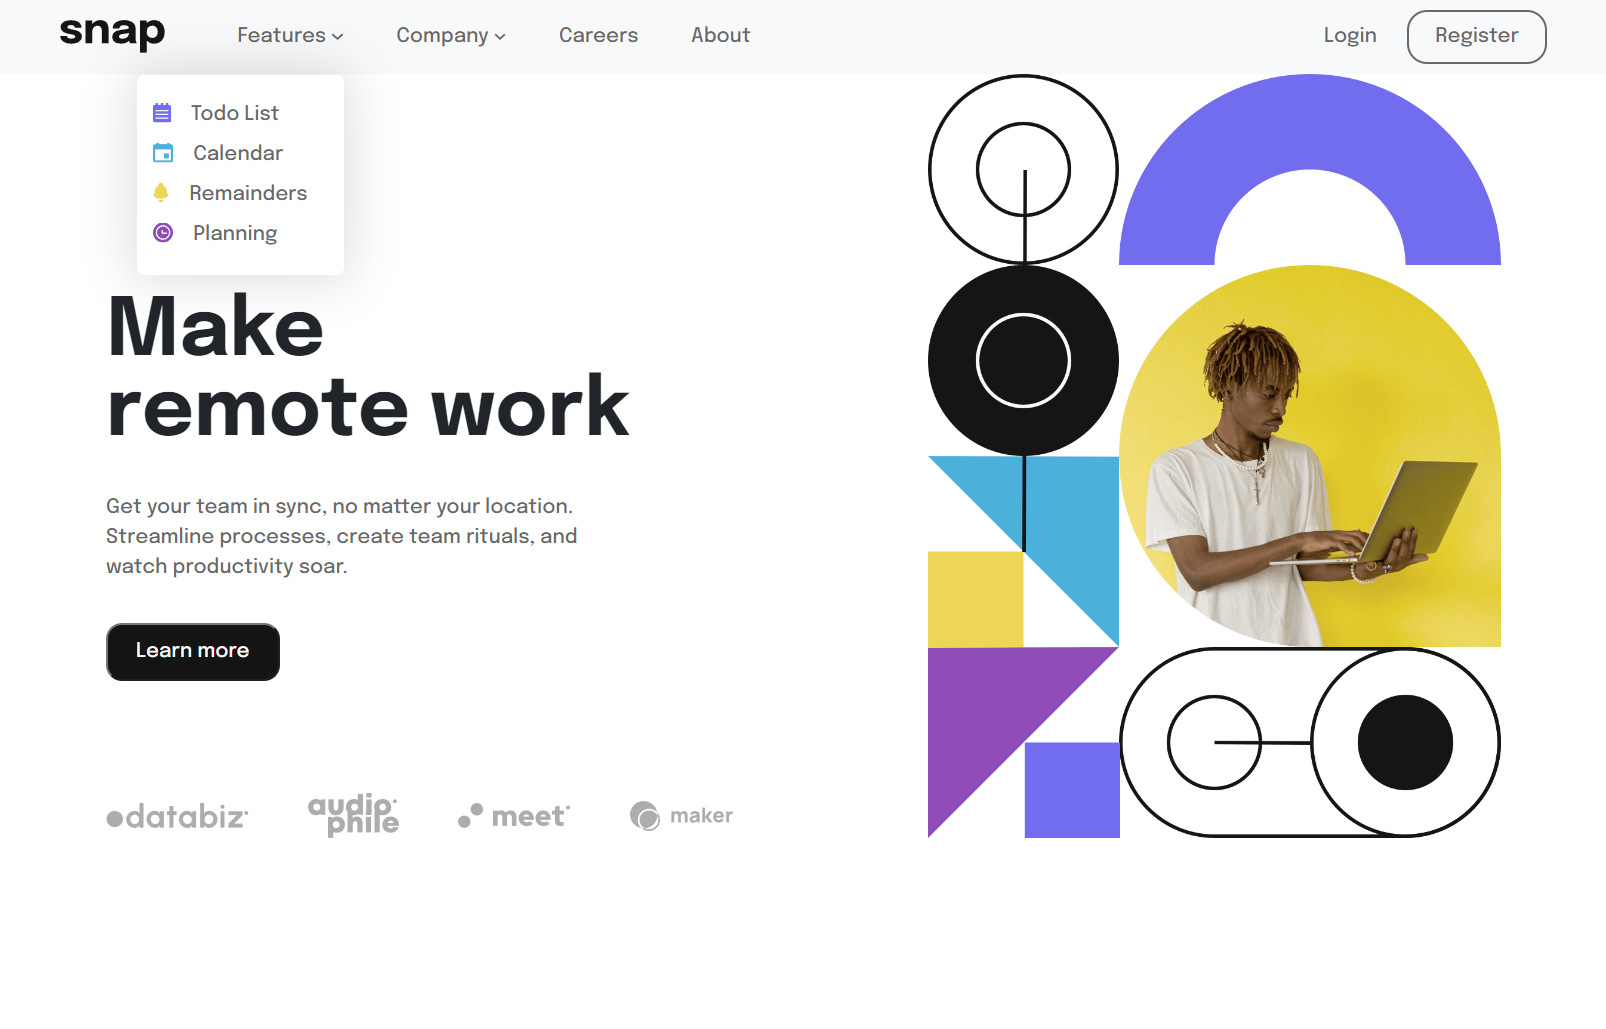 snap
Features
Company
Careers
About
Login
Register
Todo List
Calendar
Remainders
Planning
Make
remote work
Get your team in sync, no matter your location.
Streamline processes, create team rituals, and
watch productivity soar.
Learn more
databiz
audio
phile
meet
maker